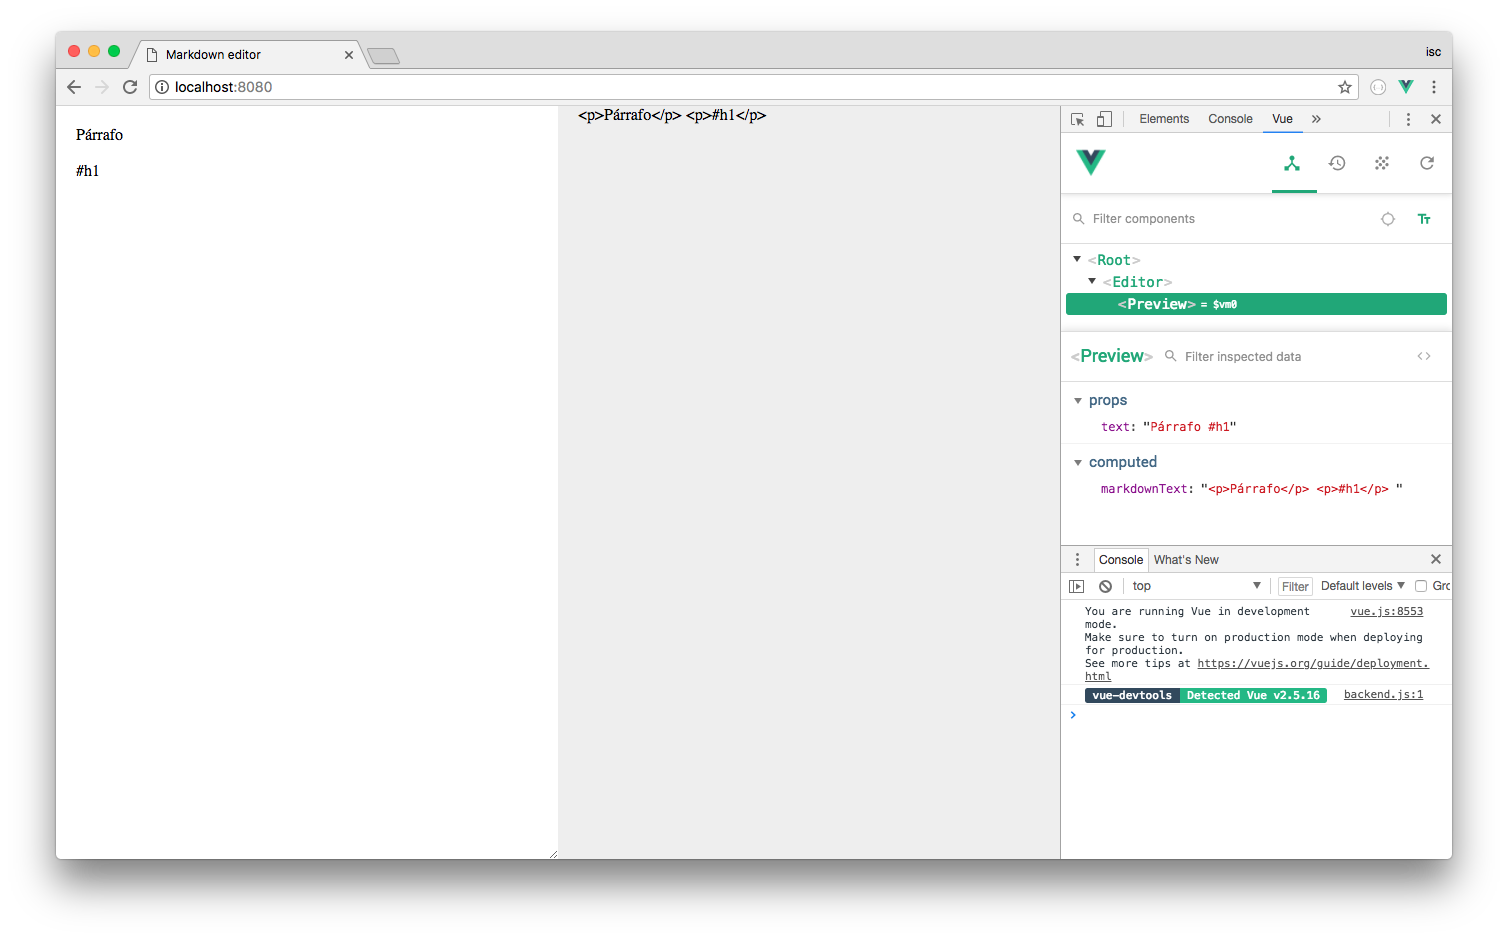 Markdown editor
isc
localhost:8080
Párrafo
#h1
<p>Párrafo</p> <p>#h1</p>
Elements Console Vue »
Filter components Tт
<Root>
<Editor>
<Preview> = $vm0
<Preview> Filter inspected data <>
props
text: "Párrafo #h1"
computed
markdownText: "<p>Párrafo</p> <p>#h1</p> "
Console What's New
top Filter Default levels Gro
You are running Vue in development vue.js:8553
mode.
Make sure to turn on production mode when deploying
for production.
See more tips at https://vuejs.org/guide/deployment.
html
vue-devtools Detected Vue v2.5.16 backend.js:1